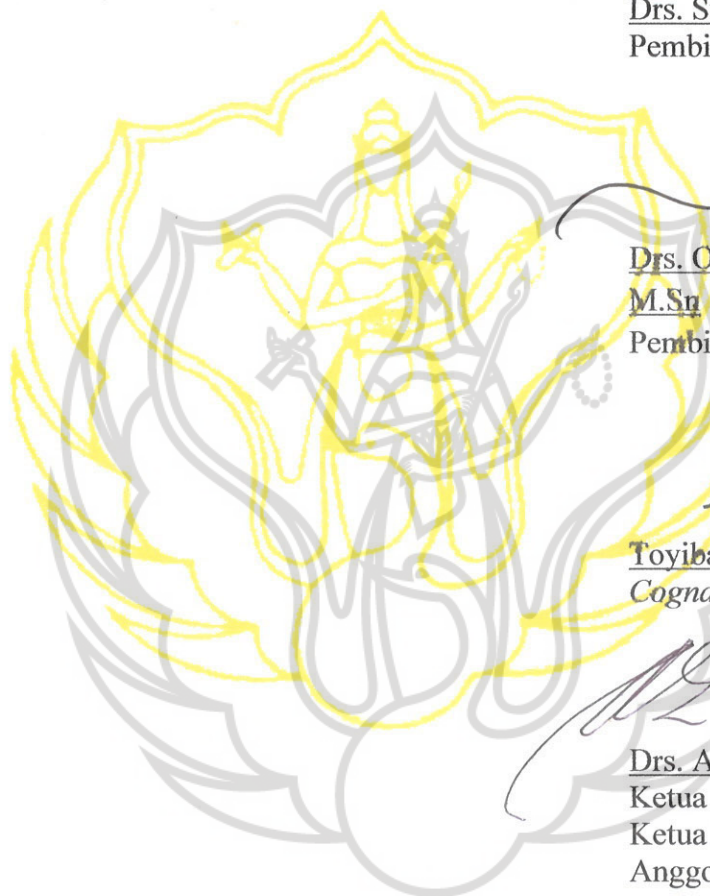 Drs. S
Pembi
Drs. O
M.Sn
Pembi
Toyiba
Cogna
Drs. A
Ketua
Ketua
Anggo